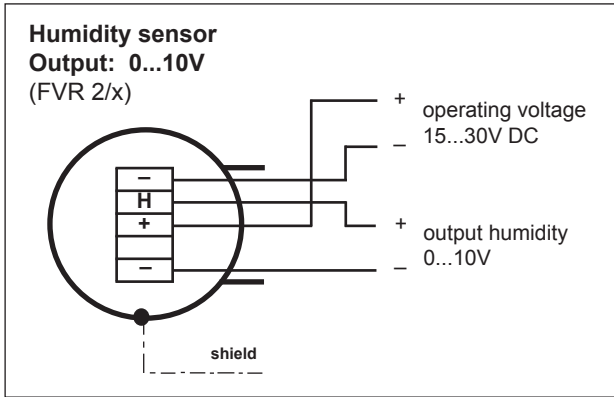 Humidity sensor
Output: 0...10V
(FVR 2/x)
+
operating voltage
15...30V DC
–
–
H
+
–
+
output humidity
0...10V
–
shield